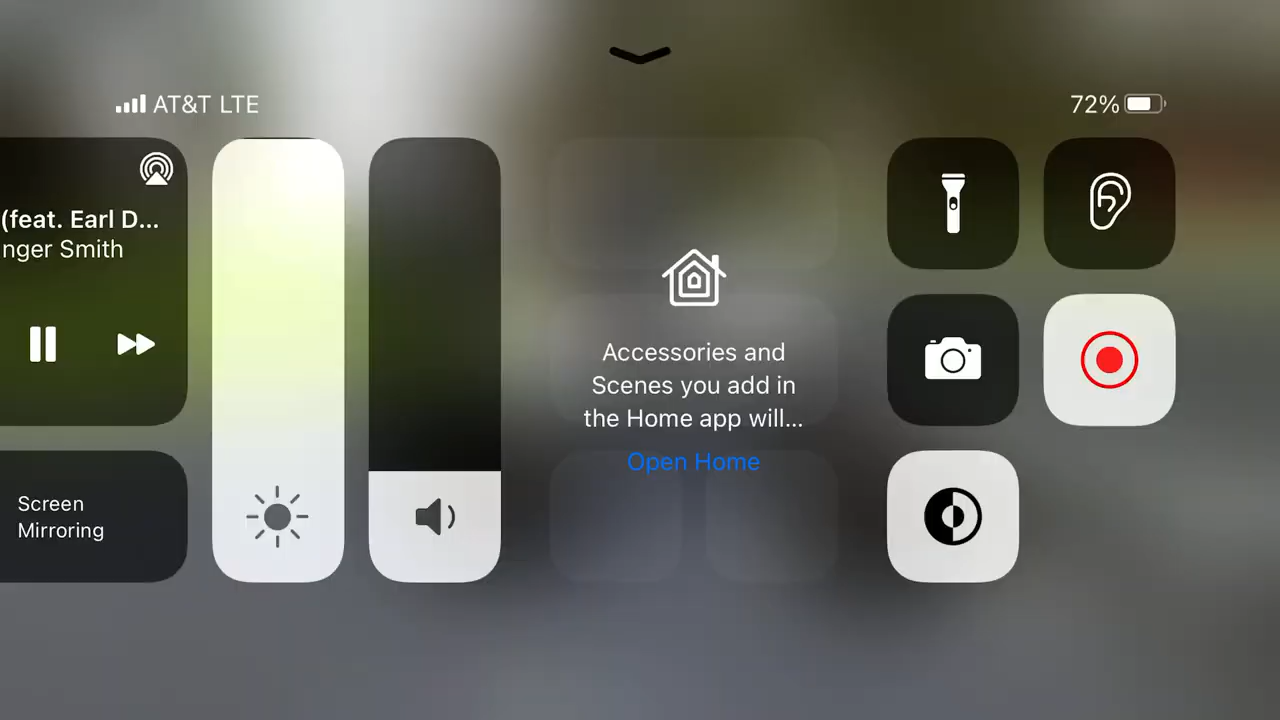 AT&T LTE
72%
(feat. Earl D...
nger Smith
Screen
Mirroring
Accessories and
Scenes you add in
the Home app will...
Open Home